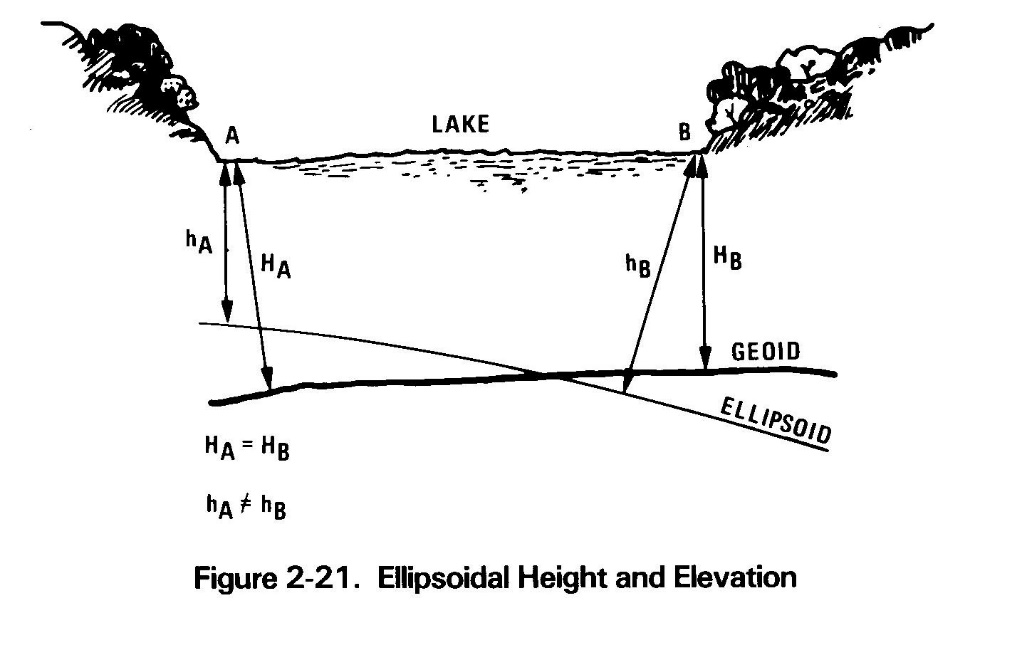 LAKE
A
B
hA
HA
hB
HB
GEOID
ELLIPSOID
HA = HB
hA ≠ hB
Figure 2-21. Ellipsoidal Height and Elevation